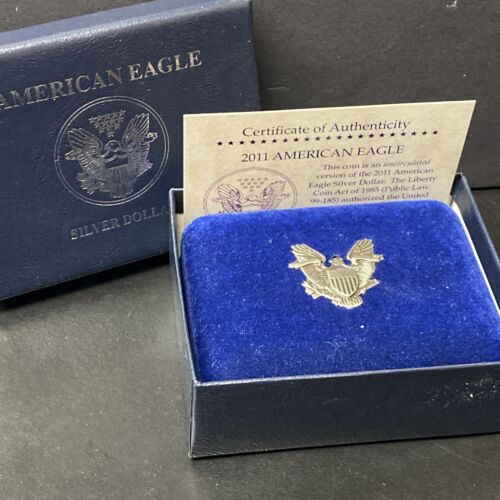 AMERICAN EAGLE
SILVER DOLLA
Certificate of Authenticity
2011 AMERICAN EAGLE
This coin is an uncirculated
version of the 2011 American
Eagle Silver Dollar. The Liberty
Coin Act of 1985 (Public Law
99-185) authorized the United